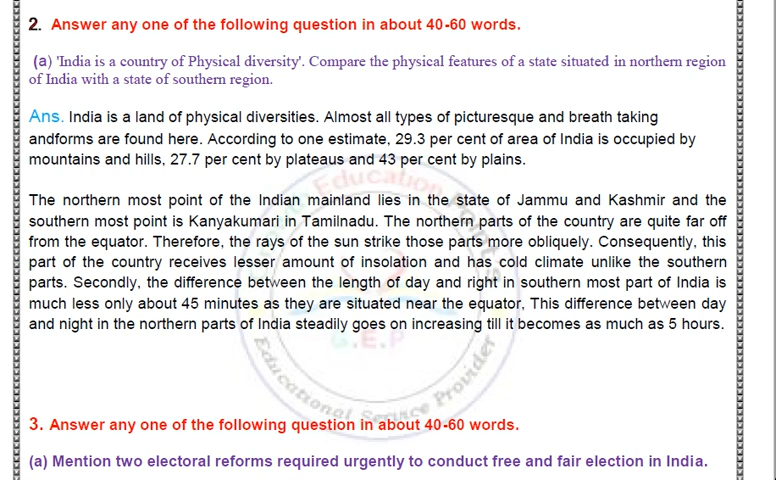 2. Answer any one of the following question in about 40-60 words.
(a) 'India is a country of Physical diversity'. Compare the physical features of a state situated in northern region
of India with a state of southern region.
Ans. India is a land of physical diversities. Almost all types of picturesque and breath taking
andforms are found here. According to one estimate, 29.3 per cent of area of India is occupied by
mountains and hills, 27.7 per cent by plateaus and 43 per cent by plains.
The northern most point of the Indian mainland lies in the state of Jammu and Kashmir and the
southern most point is Kanyakumari in Tamilnadu. The northern parts of the country are quite far off
from the equator. Therefore, the rays of the sun strike those parts more obliquely. Consequently, this
part of the country receives lesser amount of insolation and has cold climate unlike the southern
parts. Secondly, the difference between the length of day and right in southern most part of India is
much less only about 45 minutes as they are situated near the equator. This difference between day
and night in the northern parts of India steadily goes on increasing till it becomes as much as 5 hours.
G.E.P
Educational Service Provider
3. Answer any one of the following question in about 40-60 words.
(a) Mention two electoral reforms required urgently to conduct free and fair election in India.